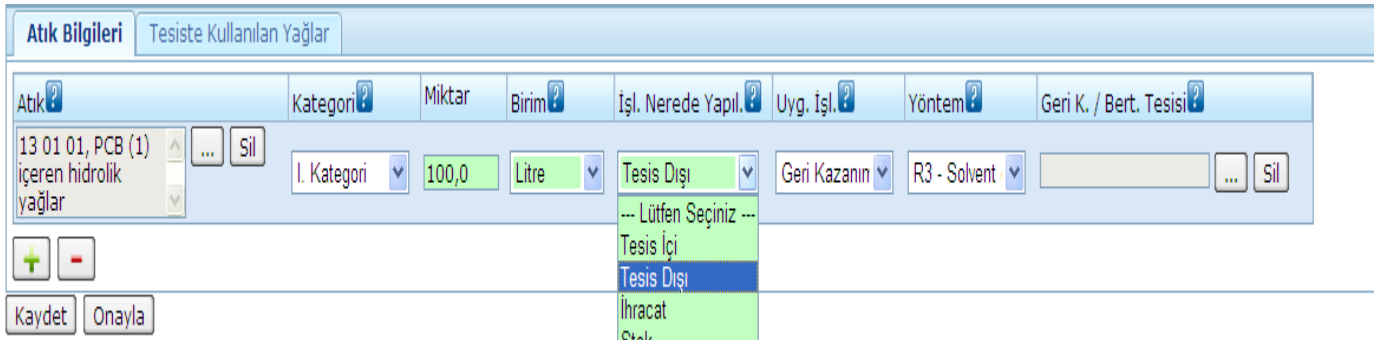 Atık Bilgileri Tesiste Kullanılan Yağlar
Atık? Kategori? Miktar Birim? İşl. Nerede Yapıl.? Uyg. İşl.? Yöntem? Geri K. / Bert. Tesisi?
13 01 01, PCB (1)
içeren hidrolik
yağlar
... Sil
I. Kategori 100,0 Litre Tesis Dışı Geri Kazanın R3 - Solvent ... Sil
--- Lütfen Seçiniz ---
Tesis İçi
Tesis Dışı
İhracat
Stok
+ -
Kaydet Onayla